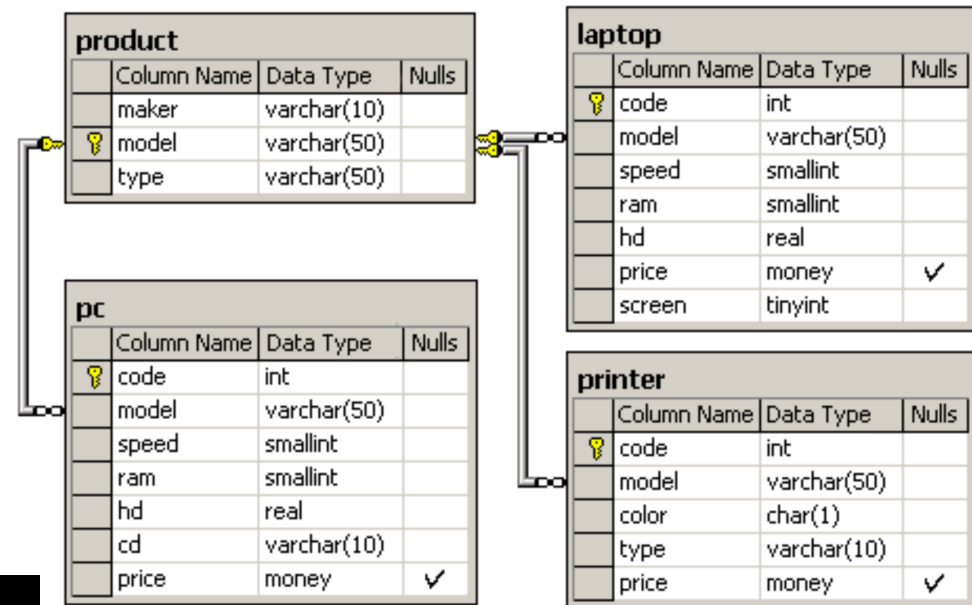 product
Column Name Data Type Nulls
maker varchar(10)
model varchar(50)
type varchar(50)
laptop
Column Name Data Type Nulls
code int
model varchar(50)
speed smallint
ram smallint
hd real
price money ✓
screen tinyint
pc
Column Name Data Type Nulls
code int
model varchar(50)
speed smallint
ram smallint
hd real
cd varchar(10)
price money ✓
printer
Column Name Data Type Nulls
code int
model varchar(50)
color char(1)
type varchar(10)
price money ✓